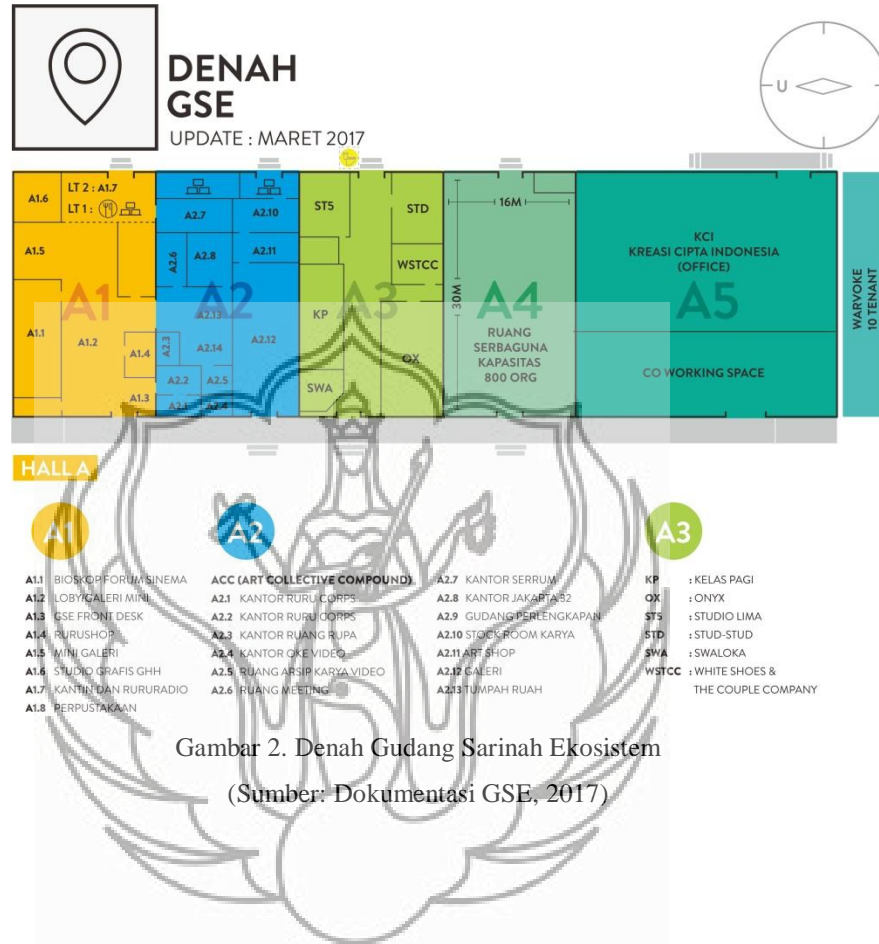 DENAH
GSE
UPDATE : MARET 2017
U
A1.6
LT 2 : A1.7
LT 1 :
A1.5
A1
A1.1
A1.2
A1.4
A1.3
A2.7
A2.10
A2.6
A2.8
A2.11
A2
A2.13
A2.3
A2.14
A2.12
A2.2
A2.5
A2.1
A2.4
ST5
STD
WSTCC
A3
KP
QX
SWA
16M
30M
A4
RUANG
SERBAGUNA
KAPASITAS
800 ORG
KCI
KREASI CIPTA INDONESIA
(OFFICE)
A5
CO WORKING SPACE
WARVOKE
10 TENANT
HALL A
A1
A1.1 BIOSKOP FORUM SINEMA
A1.2 LOBY/GALERI MINI
A1.3 GSE FRONT DESK
A1.4 RURUSHOP
A1.5 MINI GALERI
A1.6 STUDIO GRAFIS GHH
A1.7 KANTIN DAN RURURADIO
A1.8 PERPUSTAKAAN
A2
ACC (ART COLLECTIVE COMPOUND)
A2.1 KANTOR RURU CORPS
A2.2 KANTOR RURU CORPS
A2.3 KANTOR RUANG RUPA
A2.4 KANTOR OKE VIDEO
A2.5 RUANG ARSIP KARYA VIDEO
A2.6 RUANG MEETING
A2.7 KANTOR SERRUM
A2.8 KANTOR JAKARTA 32
A2.9 GUDANG PERLENGKAPAN
A2.10 STOCK ROOM KARYA
A2.11 ART SHOP
A2.12 GALERI
A2.13 TUMPAH RUAH
A3
KP : KELAS PAGI
QX : ONYX
ST5 : STUDIO LIMA
STD : STUD-STUD
SWA : SWALOKA
WSTCC : WHITE SHOES &
THE COUPLE COMPANY
Gambar 2. Denah Gudang Sarinah Ekosistem
(Sumber: Dokumentasi GSE, 2017)